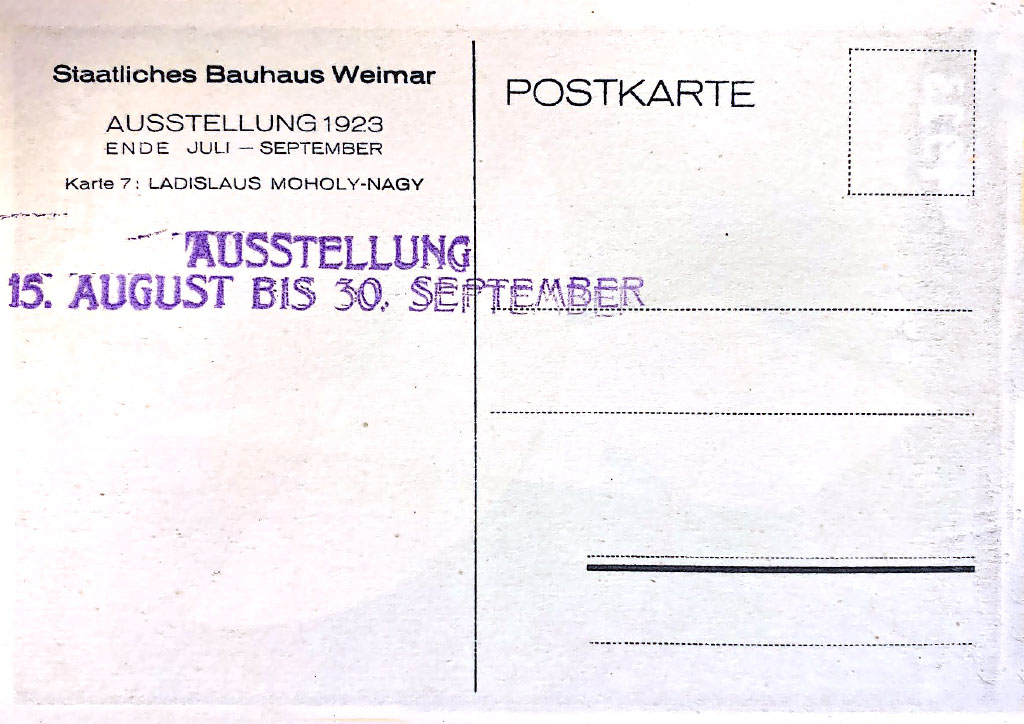 Staatliches Bauhaus Weimar
AUSSTELLUNG 1923
ENDE JULI – SEPTEMBER
Karte 7: LADISLAUS MOHOLY-NAGY
AUSSTELLUNG
15. AUGUST BIS 30. SEPTEMBER
POSTKARTE